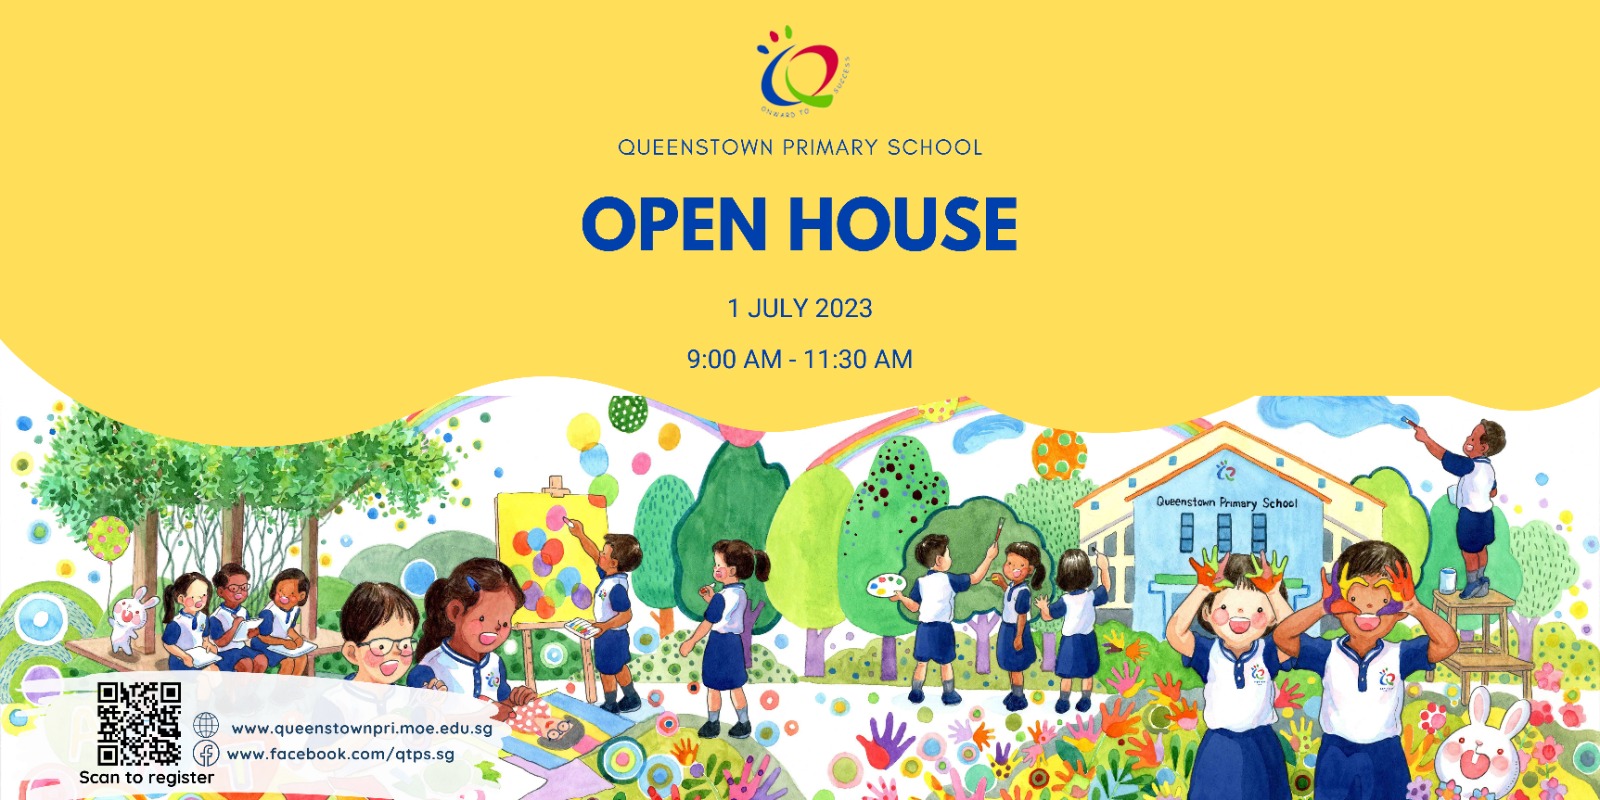 ONWARD TO SUCCESS
QUEENSTOWN PRIMARY SCHOOL
OPEN HOUSE
1 JULY 2023
9:00 AM - 11:30 AM
Queenstown Primary School
www.queenstownpri.moe.edu.sg
www.facebook.com/qtps.sg
Scan to register